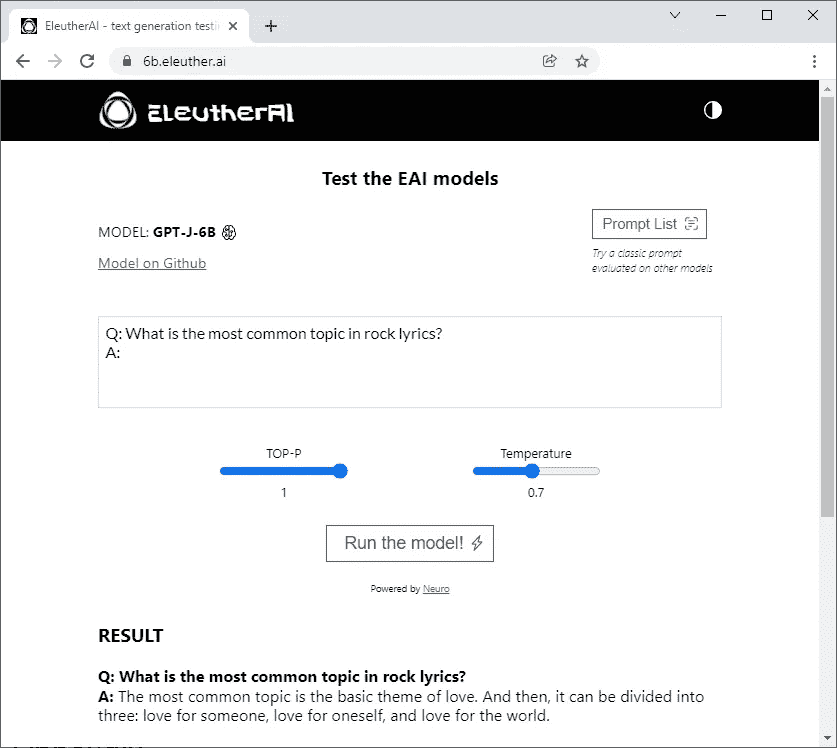 EleutherAI - text generation testi
6b.eleuther.ai
EleutherAI
Test the EAI models
MODEL: GPT-J-6B
Prompt List
Model on Github
Try a classic prompt
evaluated on other models
Q: What is the most common topic in rock lyrics?
A:
TOP-P
1
Temperature
0.7
Run the model!
Powered by Neuro
RESULT
Q: What is the most common topic in rock lyrics?
A: The most common topic is the basic theme of love. And then, it can be divided into
three: love for someone, love for oneself, and love for the world.